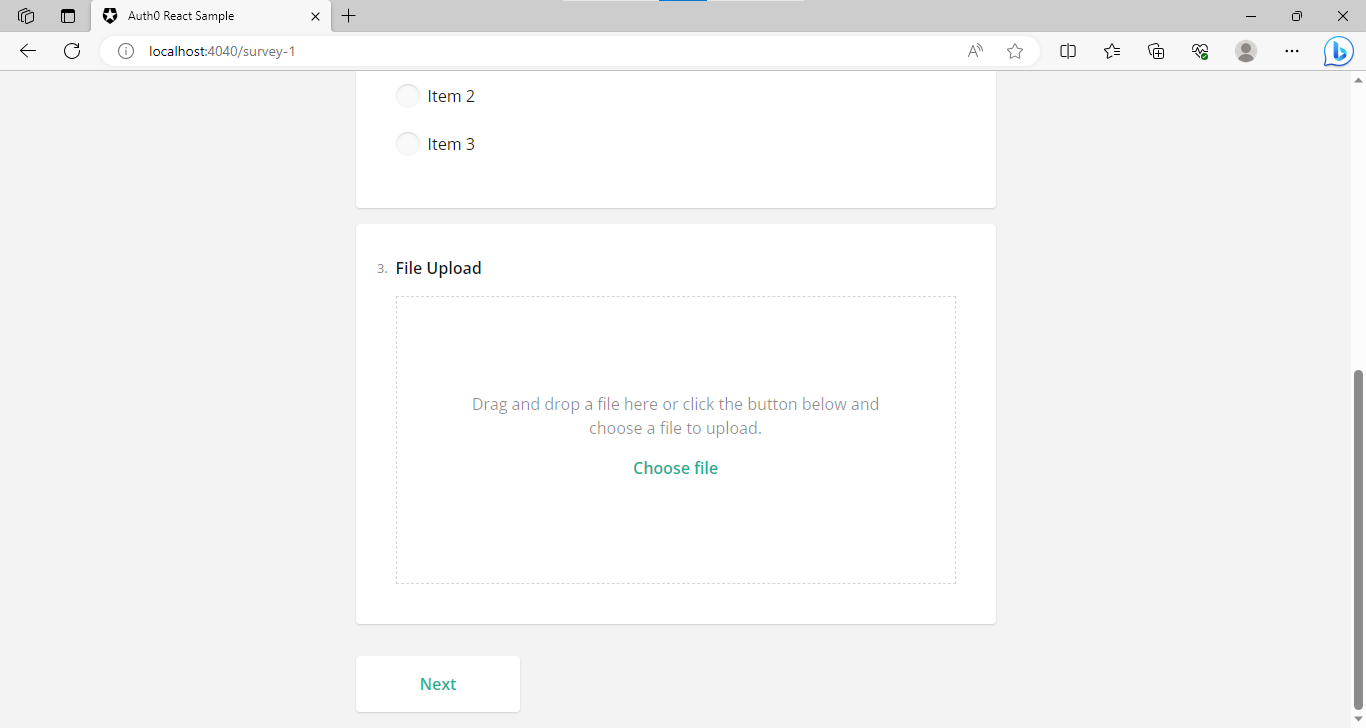 Auth0 React Sample
localhost:4040/survey-1
Item 2
Item 3
3. File Upload
Drag and drop a file here or click the button below and
choose a file to upload.
Choose file
Next